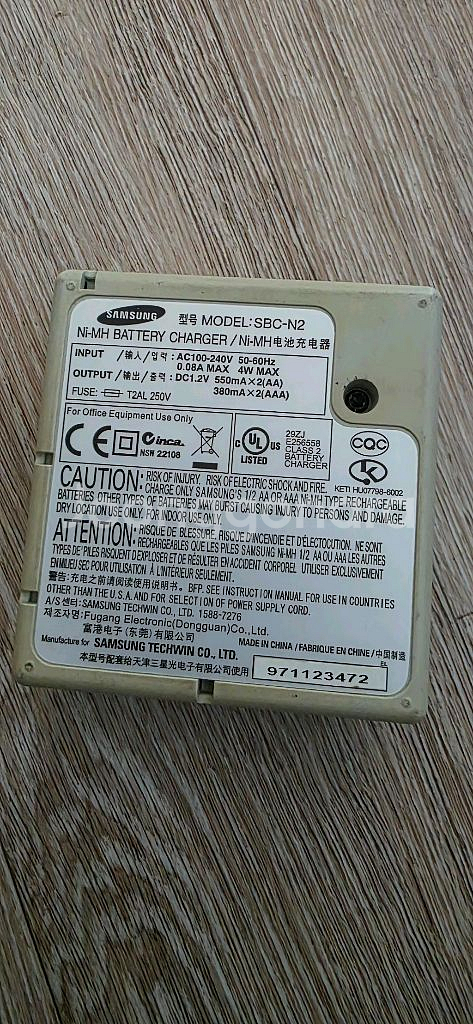 SAMSUNG 型号 MODEL:SBC-N2
Ni-MH BATTERY CHARGER / Ni-MH电池充电器
INPUT /输入/입력: AC100-240V 50-60Hz
0.08A MAX 4W MAX
OUTPUT /输出/출력: DC1.2V 550mA×2(AA)
380mA×2(AAA)
FUSE: T2AL 250V
For Office Equipment Use Only
CE inca.
NSW 22108
C UL US
LISTED
29ZJ
E256558
CLASS 2
BATTERY
CHARGER
CQC
K
KETI HU07798-6002
CAUTION: RISK OF INJURY. RISK OF ELECTRIC SHOCK AND FIRE.
CHARGE ONLY SAMSUNG'S 1/2 AA OR AAA NI-MH TYPE RECHARGEABLE
BATTERIES OTHER TYPES OF BATTERIES MAY BURST CAUSING INJURY TO PERSONS AND DAMAGE.
DRY LOCATION USE ONLY. FOR INDOOR USE ONLY.
ATTENTION: RISQUE DE BLESSURE. RISQUE D'INCENDIE ET D'ÉLECTOCUTION. NE SONT
RECHARGEABLES QUE LES PILES SAMSUNG NI-MH 1/2 AA OU AAA LES AUTRES
TYPES DE PILES RISQUENT D'EXPLOSER ET DE RÉSULTER EN ACCIDENT CORPOREL. UTILISER EXCLUSIVEMENT
EN MILIEU SEC POUR UTILISATION À L'INTÉRIEUR SEULEMENT.
警告:充电之前请阅读使用说明书. BFP. SEE INSTRUCTION MANUAL FOR USE IN COUNTRIES
OTHER THAN THE U.S.A. AND FOR SELECTION OF POWER SUPPLY CORD.
A/S센터: SAMSUNG TECHWIN CO., LTD. 1588-7276
제조자명: Fugang Electronic(Dongguan)Co.,Ltd.
富港电子(东莞)有限公司
MADE IN CHINA / FABRIQUE EN CHINE / 中国制造
Manufacture for SAMSUNG TECHWIN CO., LTD.
本型号配套给天津三星光电子有限公司使用 971123472